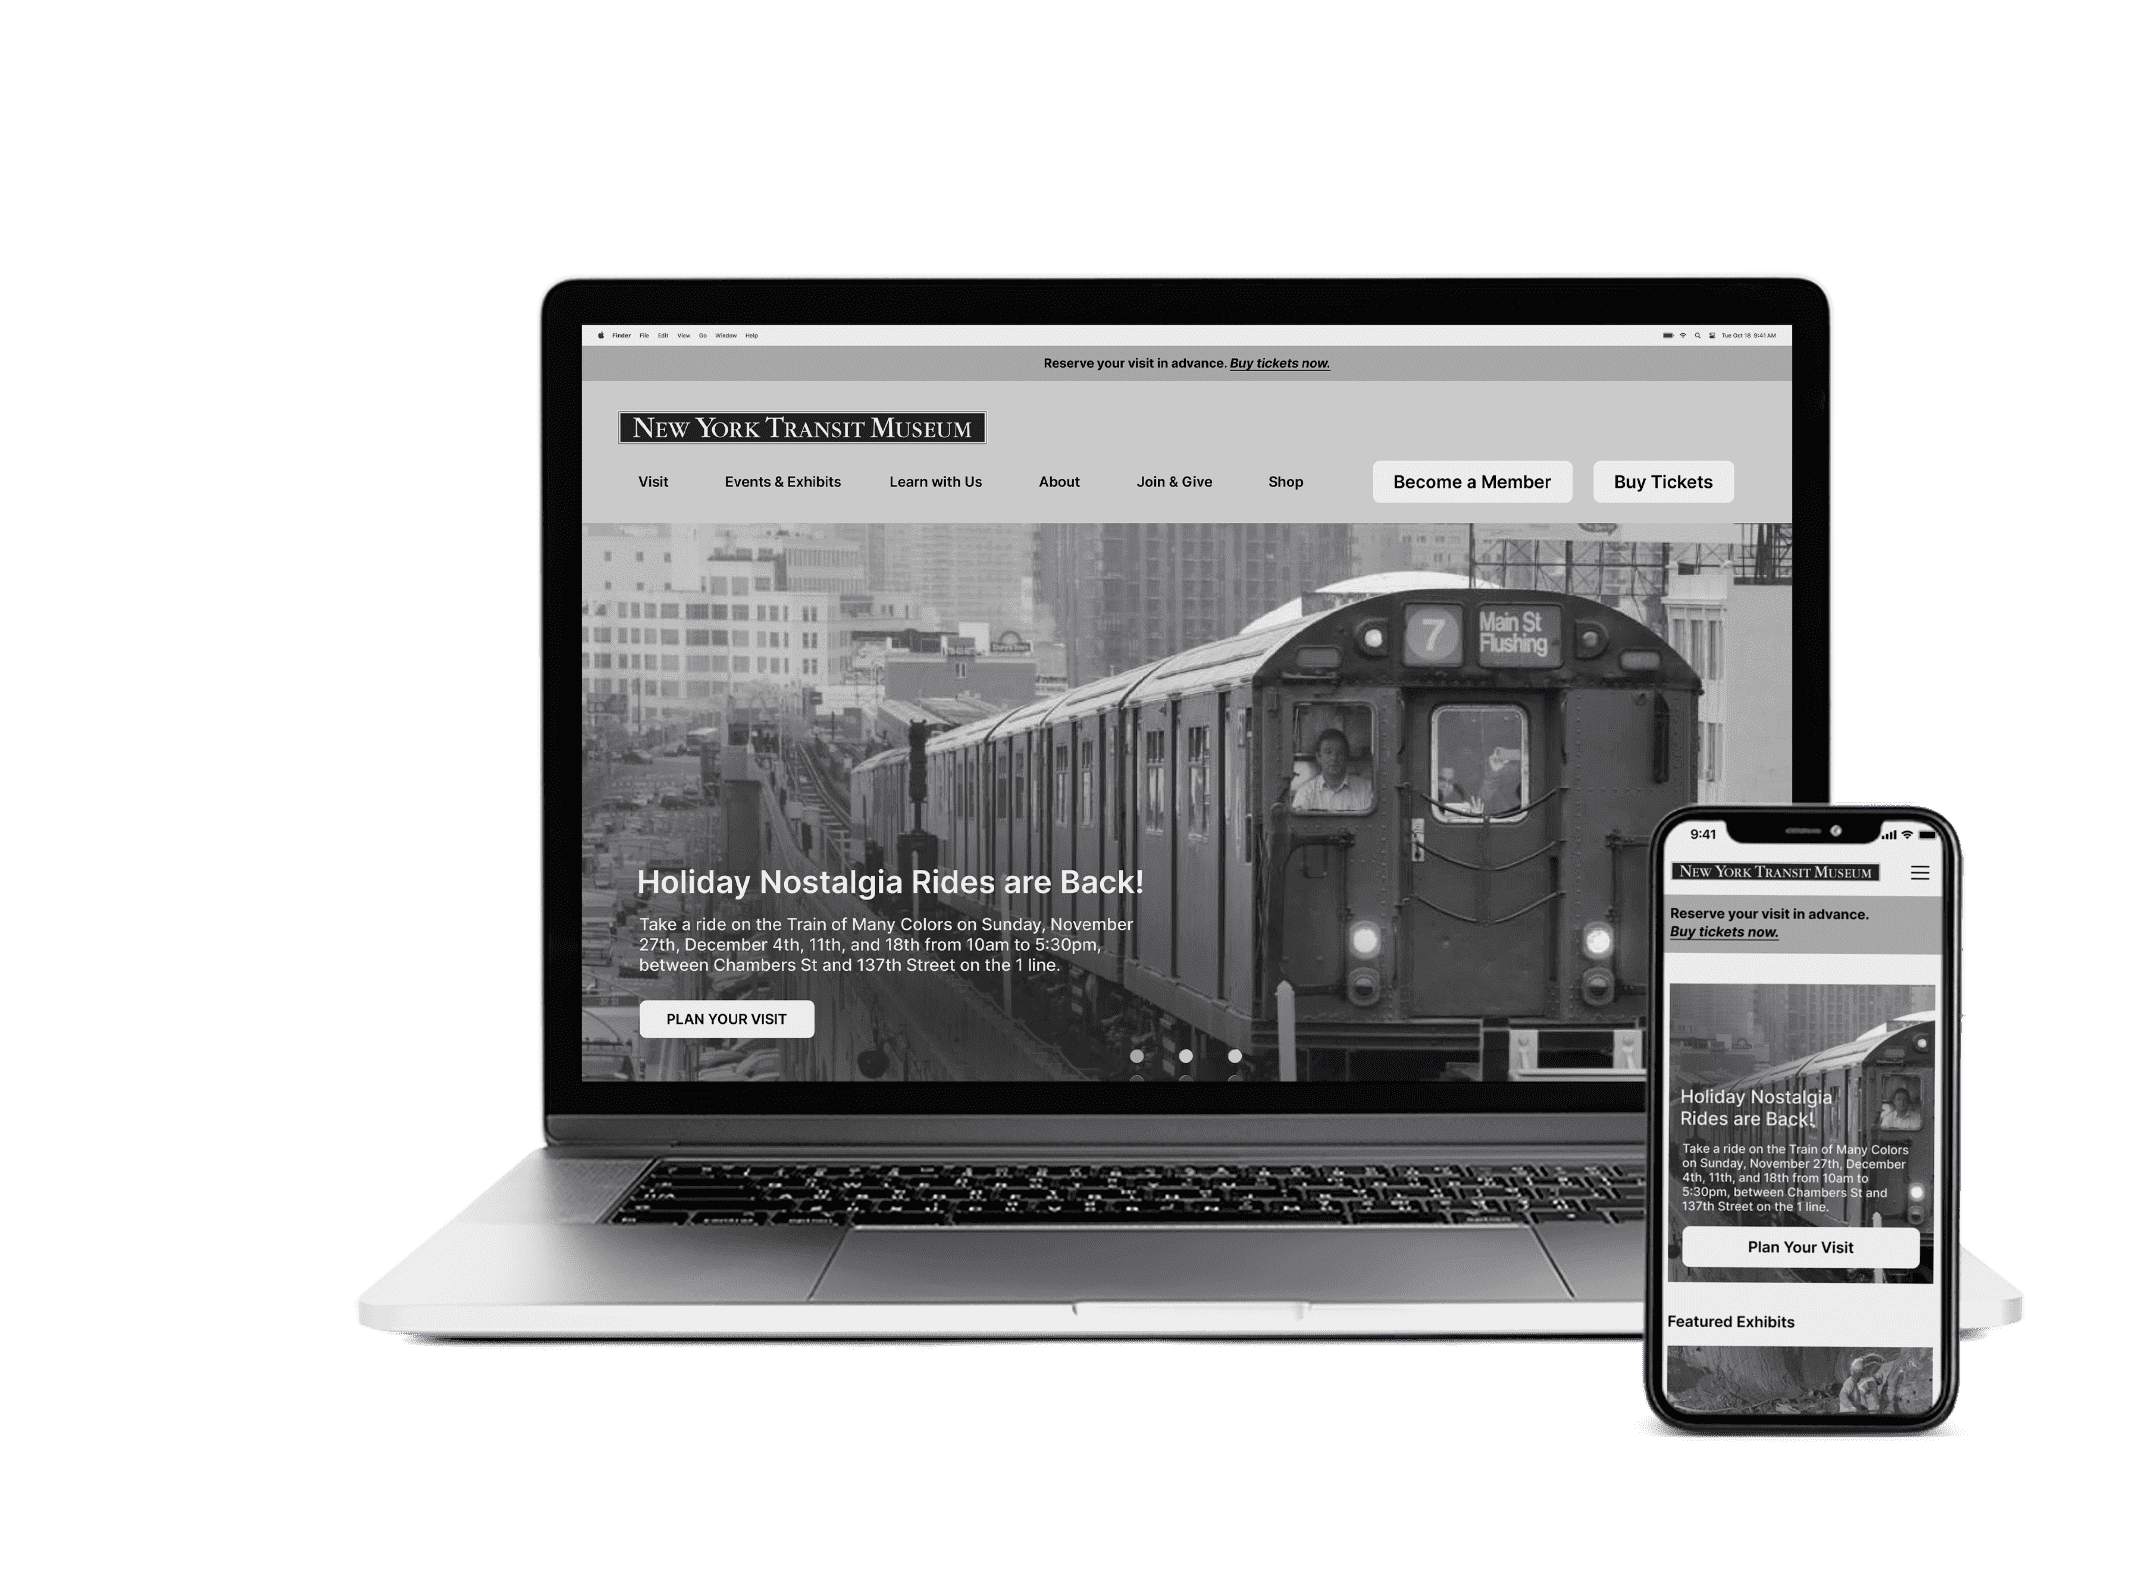 Finder File Edit View Go Window Help
Tue Oct 18 9:41 AM
Reserve your visit in advance. Buy tickets now.
NEW YORK TRANSIT MUSEUM
Visit Events & Exhibits Learn with Us About Join & Give Shop Become a Member Buy Tickets
7 Main St
Flushing
Holiday Nostalgia Rides are Back!
Take a ride on the Train of Many Colors on Sunday, November
27th, December 4th, 11th, and 18th from 10am to 5:30pm,
between Chambers St and 137th Street on the 1 line.
PLAN YOUR VISIT
9:41
NEW YORK TRANSIT MUSEUM
Reserve your visit in advance.
Buy tickets now.
Holiday Nostalgia
Rides are Back!
Take a ride on the Train of Many Colors
on Sunday, November 27th, December
4th, 11th, and 18th from 10am to
5:30pm, between Chambers St and
137th Street on the 1 line.
Plan Your Visit
Featured Exhibits